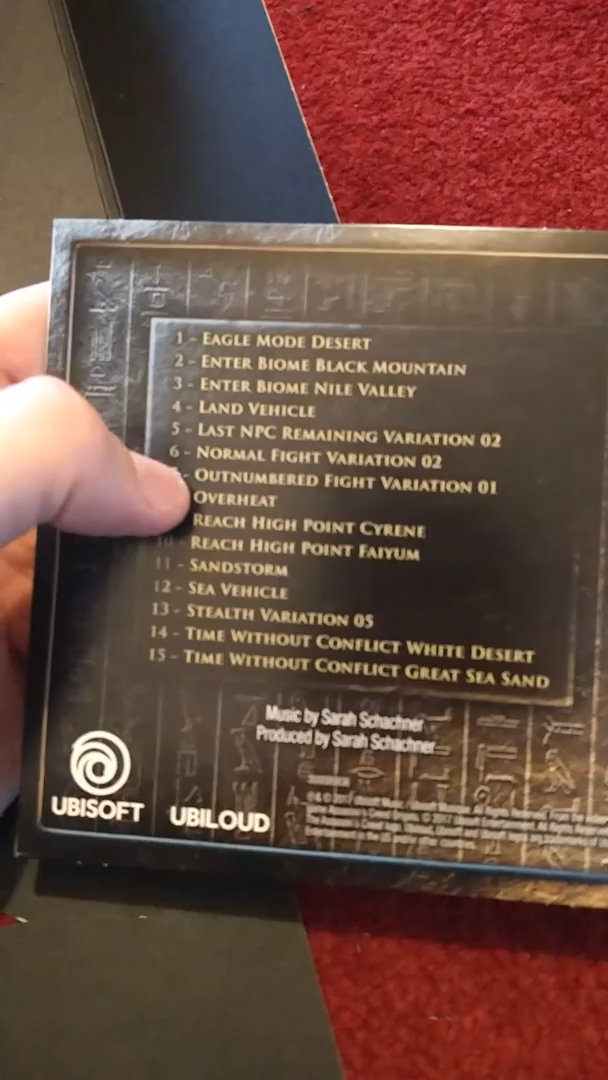 1 - EAGLE MODE DESERT
2 - ENTER BIOME BLACK MOUNTAIN
3 - ENTER BIOME NILE VALLEY
4 - LAND VEHICLE
5 - LAST NPC REMAINING VARIATION 02
6 - NORMAL FIGHT VARIATION 02
- OUTNUMBERED FIGHT VARIATION 01
OVERHEAT
REACH HIGH POINT CYRENE
10 - REACH HIGH POINT FAIYUM
11 - SANDSTORM
12 - SEA VEHICLE
13 - STEALTH VARIATION 05
14 - TIME WITHOUT CONFLICT WHITE DESERT
15 - TIME WITHOUT CONFLICT GREAT SEA SAND
Music by Sarah Schachner
Produced by Sarah Schachner
UBISOFT
UBILOUD